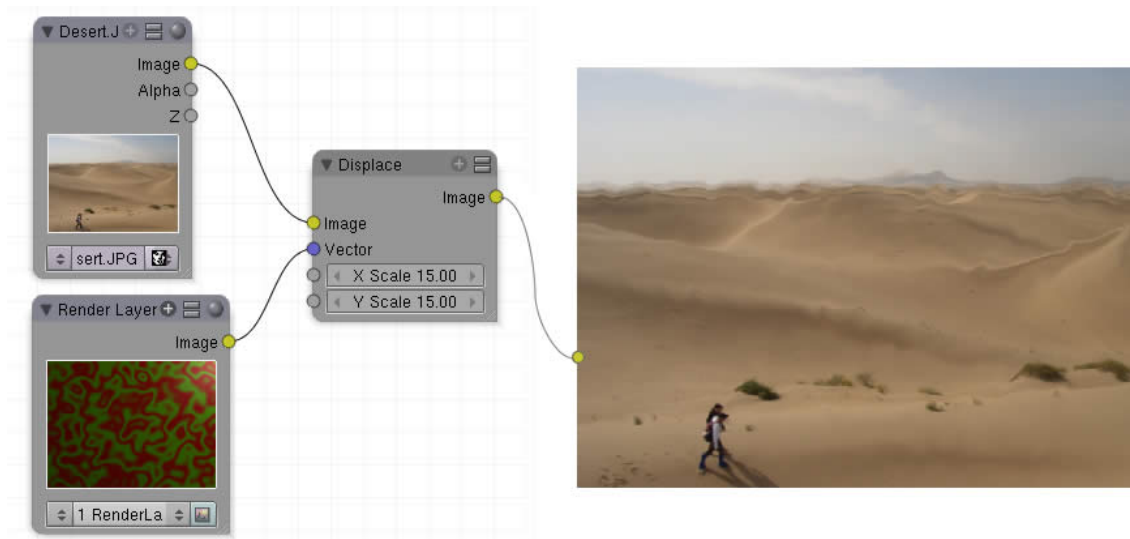 Desert.J
Image
Alpha
Z
sert.JPG
Render Layer
Image
1 RenderLa
Displace
Image
Image
Vector
X Scale 15.00
Y Scale 15.00